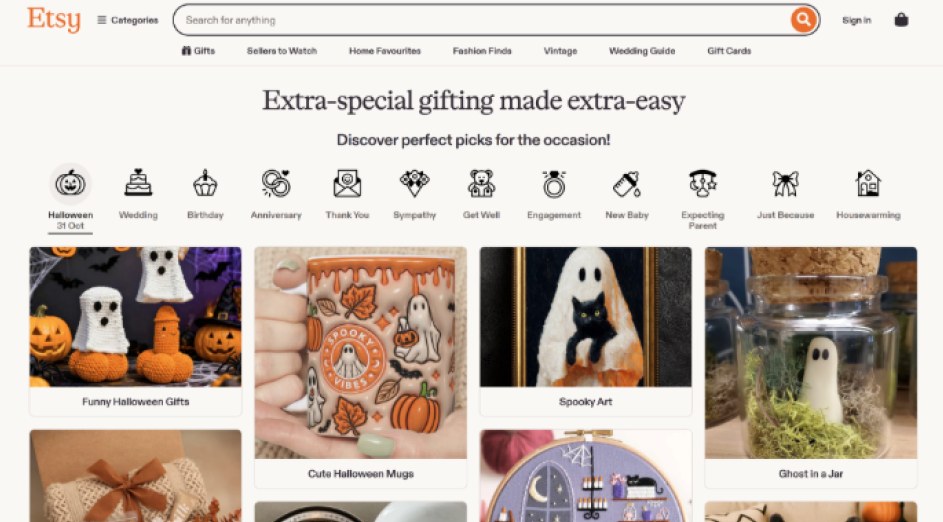 Etsy
Categories
Search for anything
Sign in
Gifts
Sellers to Watch
Home Favourites
Fashion Finds
Vintage
Wedding Guide
Gift Cards
Extra-special gifting made extra-easy
Discover perfect picks for the occasion!
Halloween
31 Oct
Wedding
Birthday
Anniversary
Thank You
Sympathy
Get Well
Engagement
New Baby
Expecting
Parent
Just Because
Housewarming
SPOOKY
VIBES
Funny Halloween Gifts
Cute Halloween Mugs
Spooky Art
Ghost in a Jar